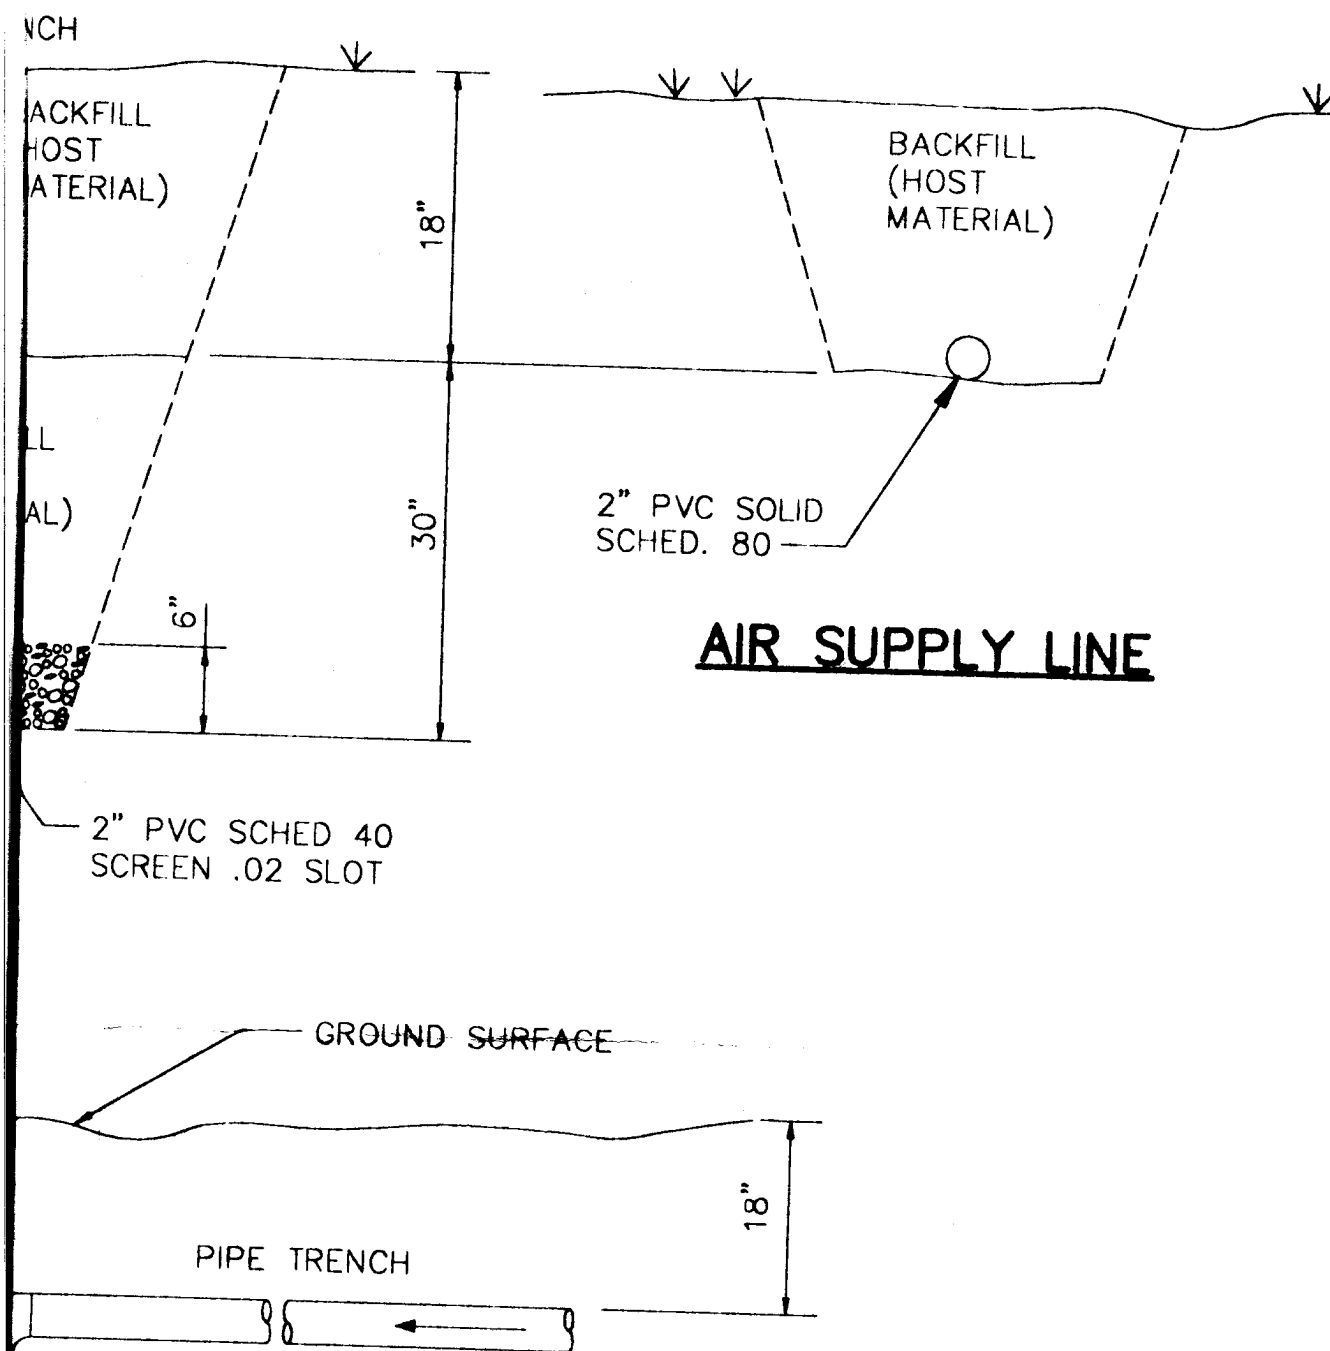 NCH
ACKFILL
HOST
ATERIAL)
18"
BACKFILL
(HOST
MATERIAL)
LL
AL)
30"
6"
2" PVC SOLID
SCHED. 80
AIR SUPPLY LINE
2" PVC SCHED 40
SCREEN .02 SLOT
GROUND SURFACE
18"
PIPE TRENCH